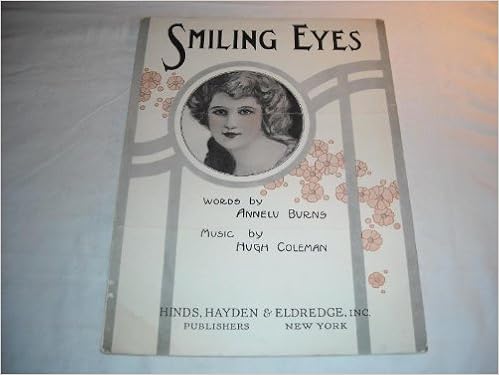 SMILING EYES
WORDS by
ANNELU BURNS
MUSIC by
HUGH COLEMAN
HINDS, HAYDEN & ELDREDGE, INC.
PUBLISHERS NEW YORK